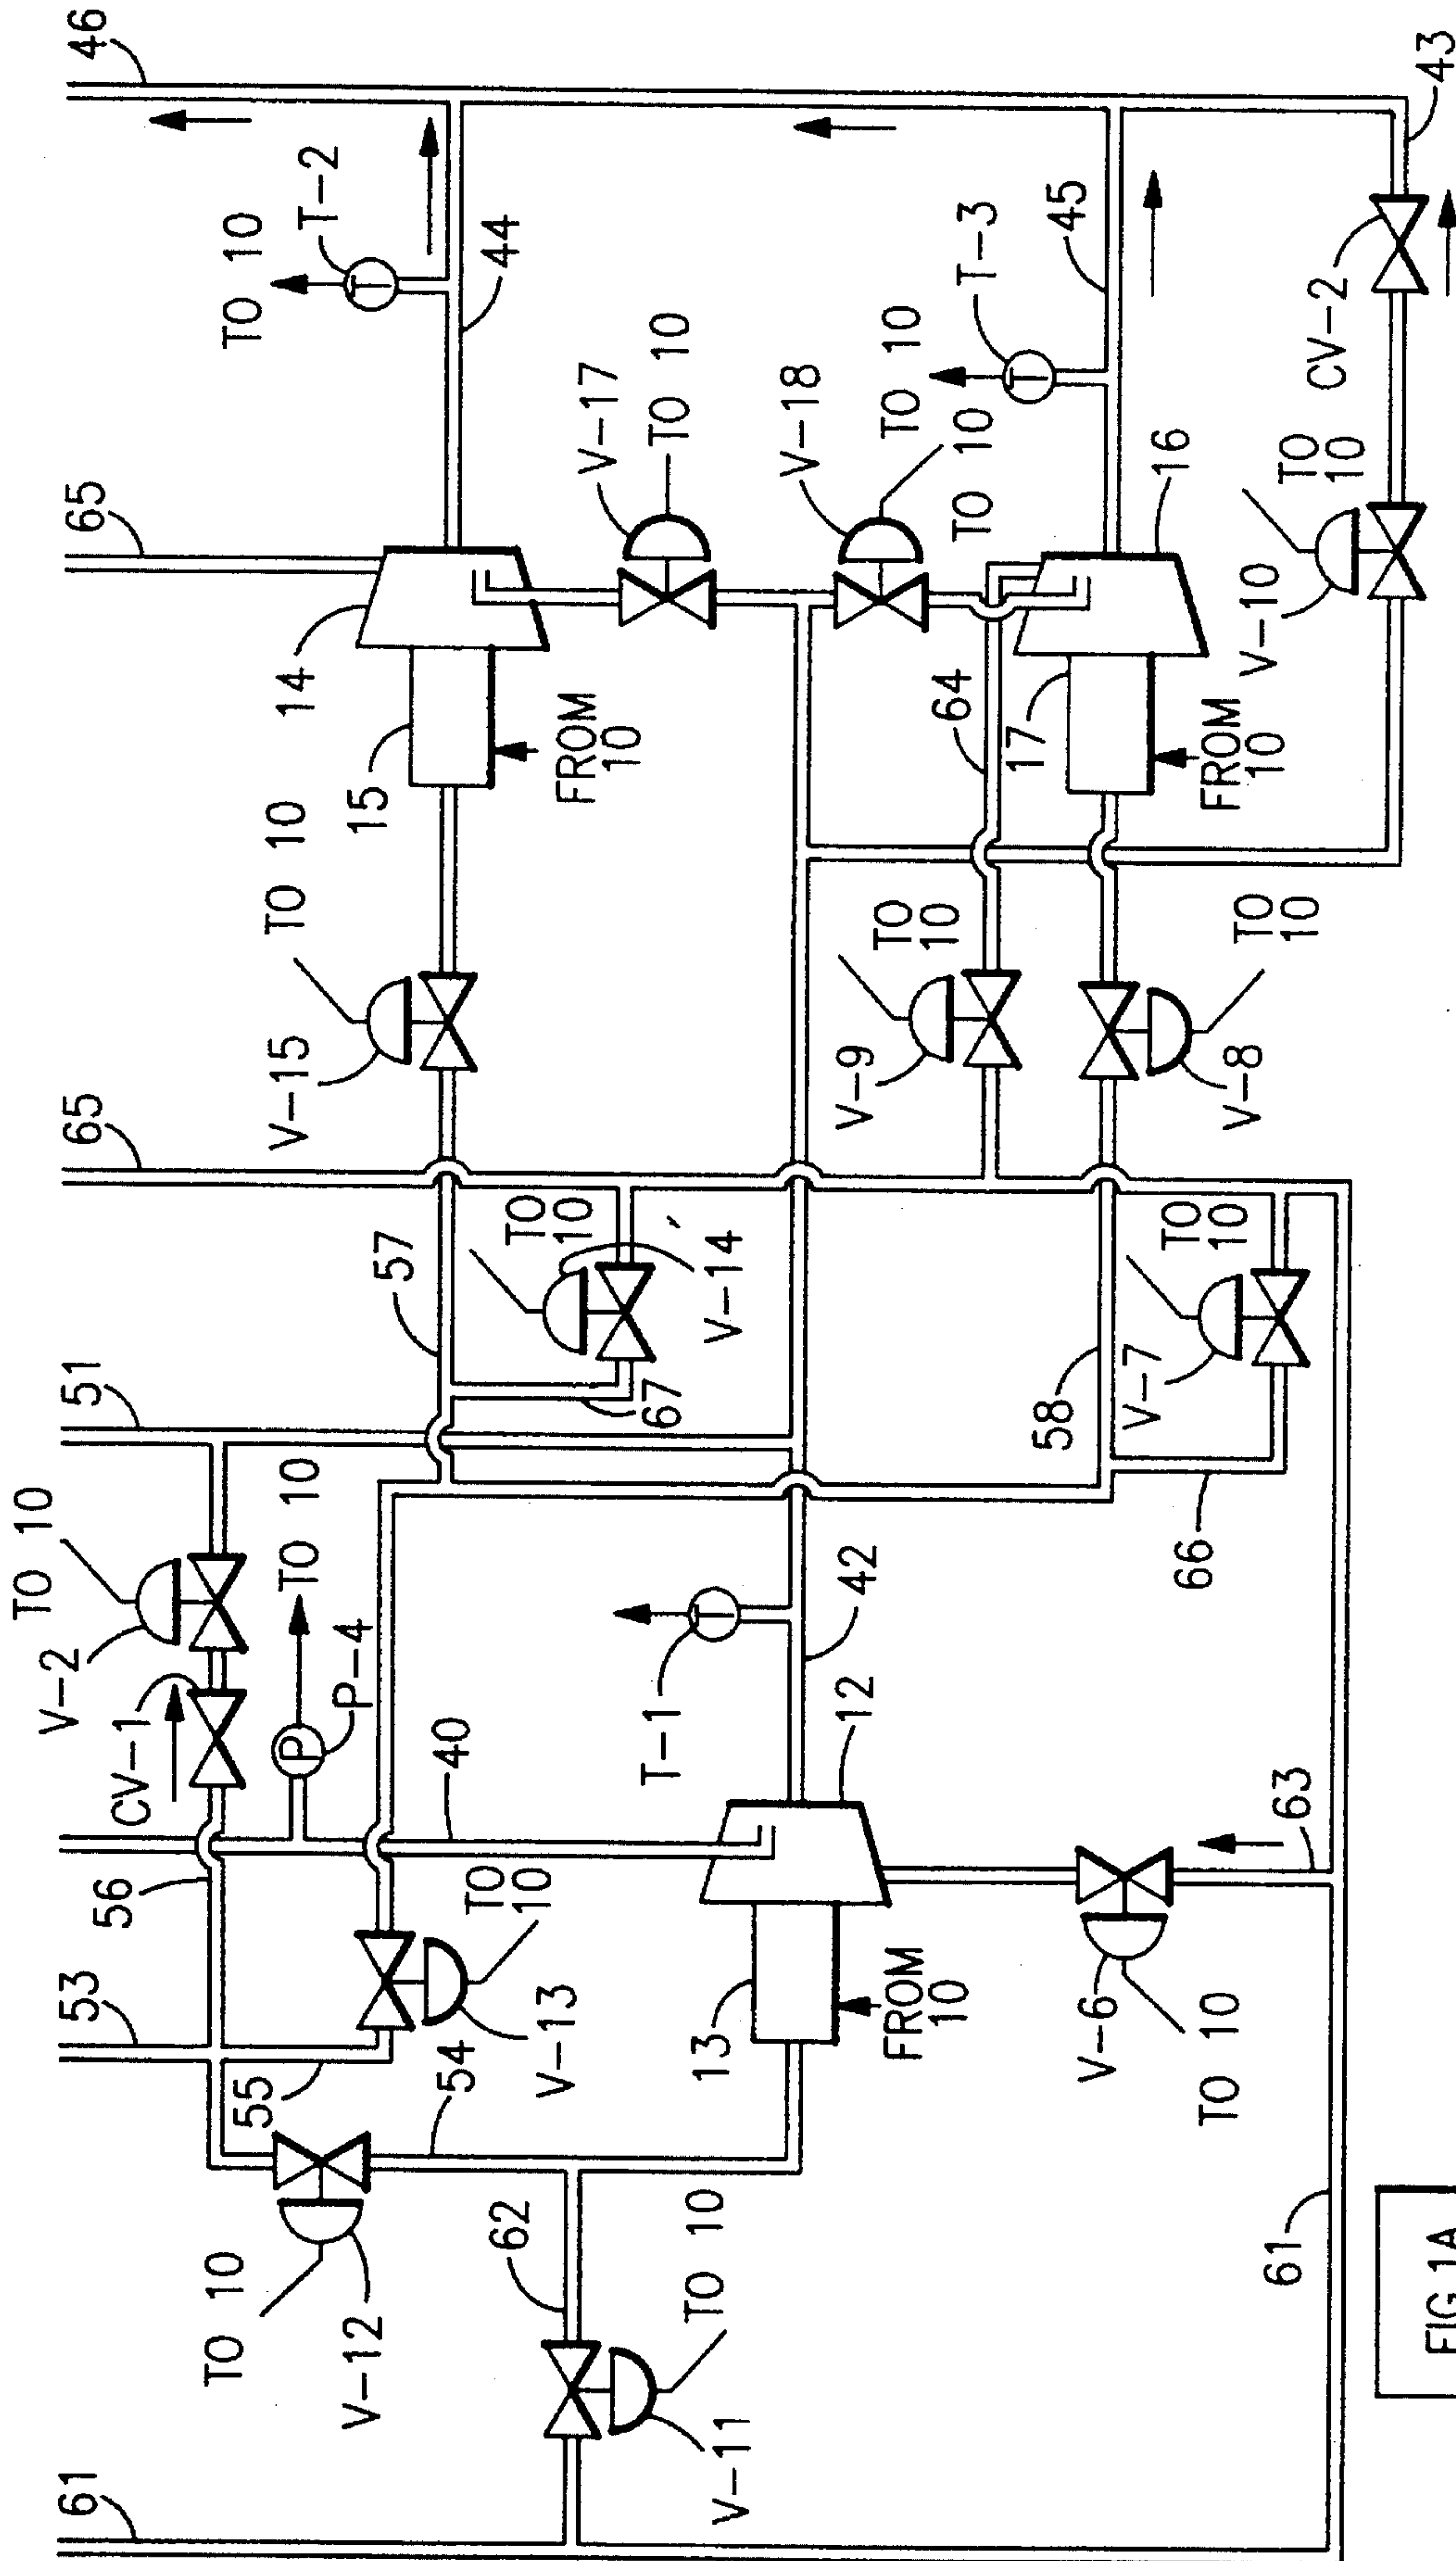 46
TO 10
T-2
44
65
14
15
FROM
10
V-17
TO 10
V-18
TO 10
TO 10
T-3
45
43
CV-2
TO
10
V-10
16
17
64
FROM
10
TO 10
V-15
65
TO
10
V-9
TO
10
V-8
57
TO
10
V-14'
67
51
TO
10
V-7
58
66
TO 10
V-2
CV-1
TO 10
P
P-4
T
T-1
T
T
42
12
40
56
53
55
TO
10
V-13
54
13
FROM
10
63
V-6
TO 10
TO 10
V-12
62
TO 10
V-11
61
61
FIG.1A